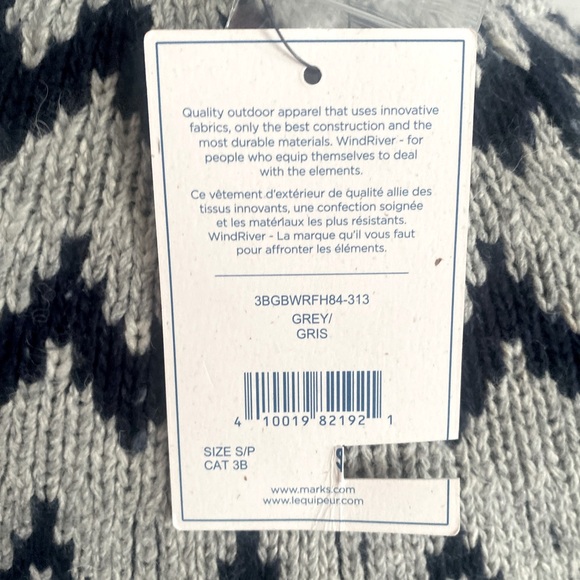 Quality outdoor apparel that uses innovative
fabrics, only the best construction and the
most durable materials. WindRiver - for
people who equip themselves to deal
with the elements.
Ce vêtement d'extérieur de qualité allie des
tissus innovants, une confection soignée
et les matériaux les plus résistants.
WindRiver - La marque qu'il vous faut
pour affronter les éléments.
3BGBWRFH84-313
GREY/
GRIS
4 10019 82192 1
SIZE S/P
CAT 3B
www.marks.com
www.lequipeur.com